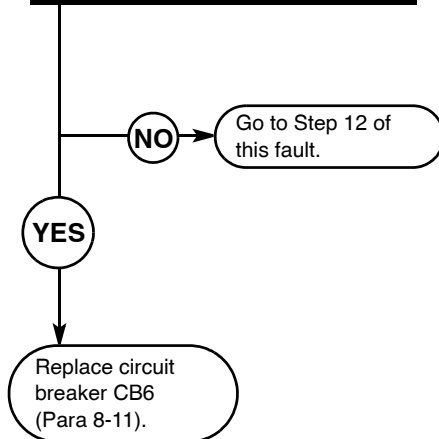 NO
Go to Step 12 of
this fault.
YES
Replace circuit
breaker CB6
(Para 8-11).